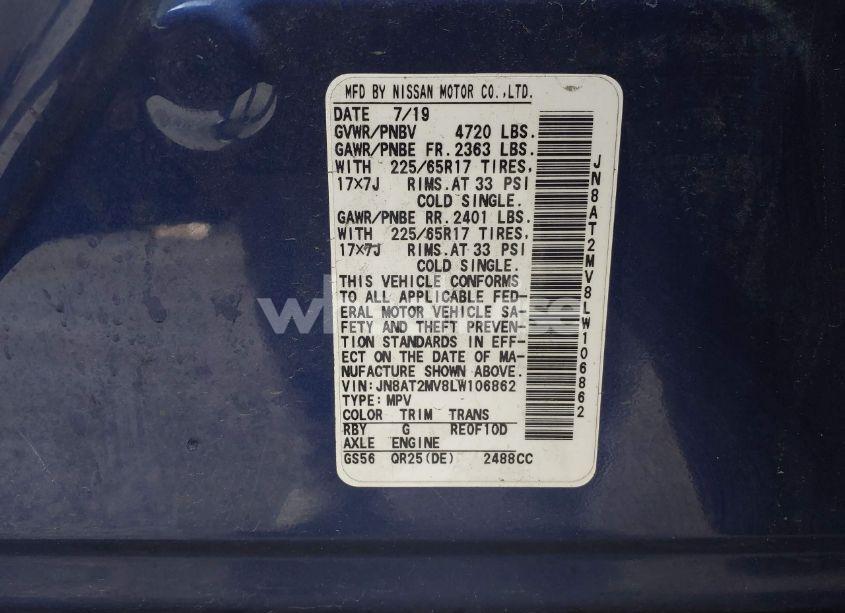 MFD BY NISSAN MOTOR CO.,LTD.
DATE 7/19
GVWR/PNBV 4720 LBS.
GAWR/PNBE FR. 2363 LBS.
WITH 225/65R17 TIRES,
17×7J RIMS.AT 33 PSI
COLD SINGLE.
GAWR/PNBE RR. 2401 LBS.
WITH 225/65R17 TIRES,
17×7J RIMS.AT 33 PSI
COLD SINGLE.
THIS VEHICLE CONFORMS
TO ALL APPLICABLE FED-
ERAL MOTOR VEHICLE SA-
FETY AND THEFT PREVEN-
TION STANDARDS IN EFF-
ECT ON THE DATE OF MA-
NUFACTURE SHOWN ABOVE.
VIN:JN8AT2MV8LW106862
TYPE:MPV
COLOR TRIM TRANS
RBY G RE0F10D
AXLE ENGINE
GS56 QR25(DE) 2488CC
JN8AT2MV8LW106862